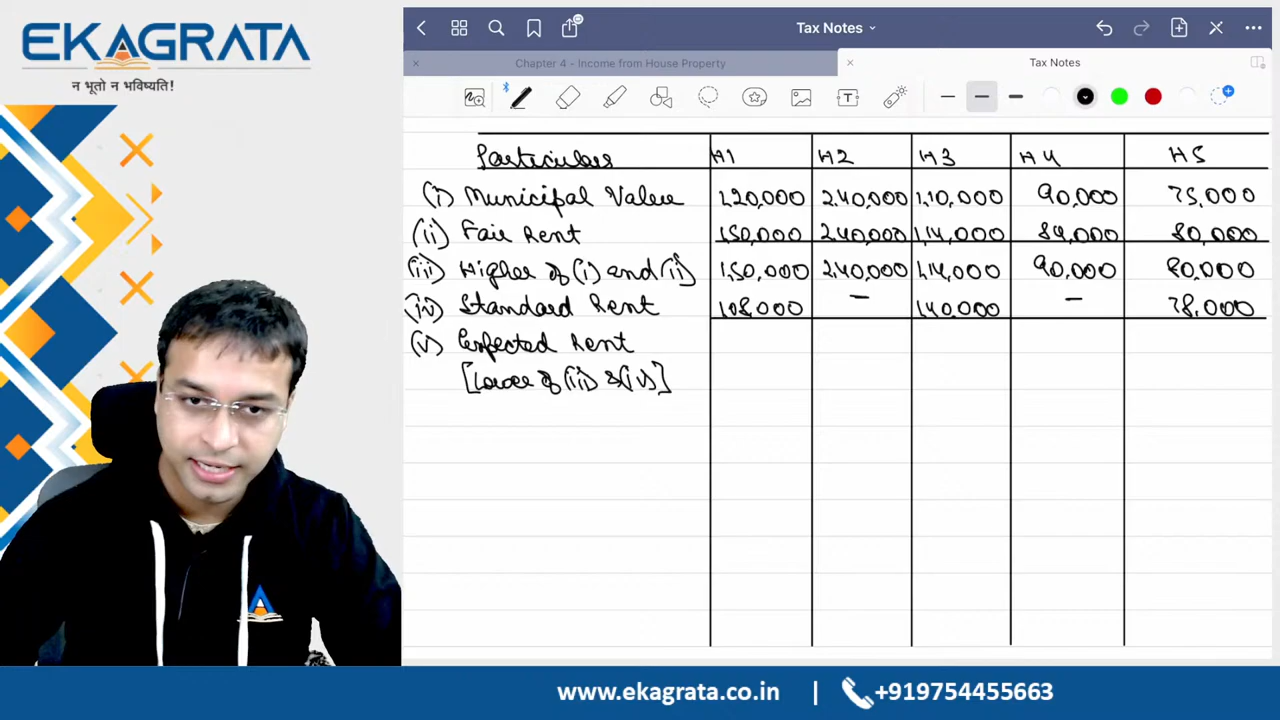 EKAGRATA
न भूतो न भविष्यति!
Tax Notes
Chapter 4 - Income from House Property
Tax Notes
Particulars H1 H2 H3 H4 H5
(i) Municipal Value 1,20,000 2,40,000 1,10,000 90,000 75,000
(ii) Fair Rent 1,50,000 2,40,000 1,14,000 84,000 80,000
(iii) Higher of (i) and (ii) 1,50,000 2,40,000 1,14,000 90,000 80,000
(iv) Standard Rent 1,08,000 – 1,40,000 – 78,000
(v) Expected Rent
[Lower of (iii) & (iv)]
www.ekagrata.co.in | +919754455663